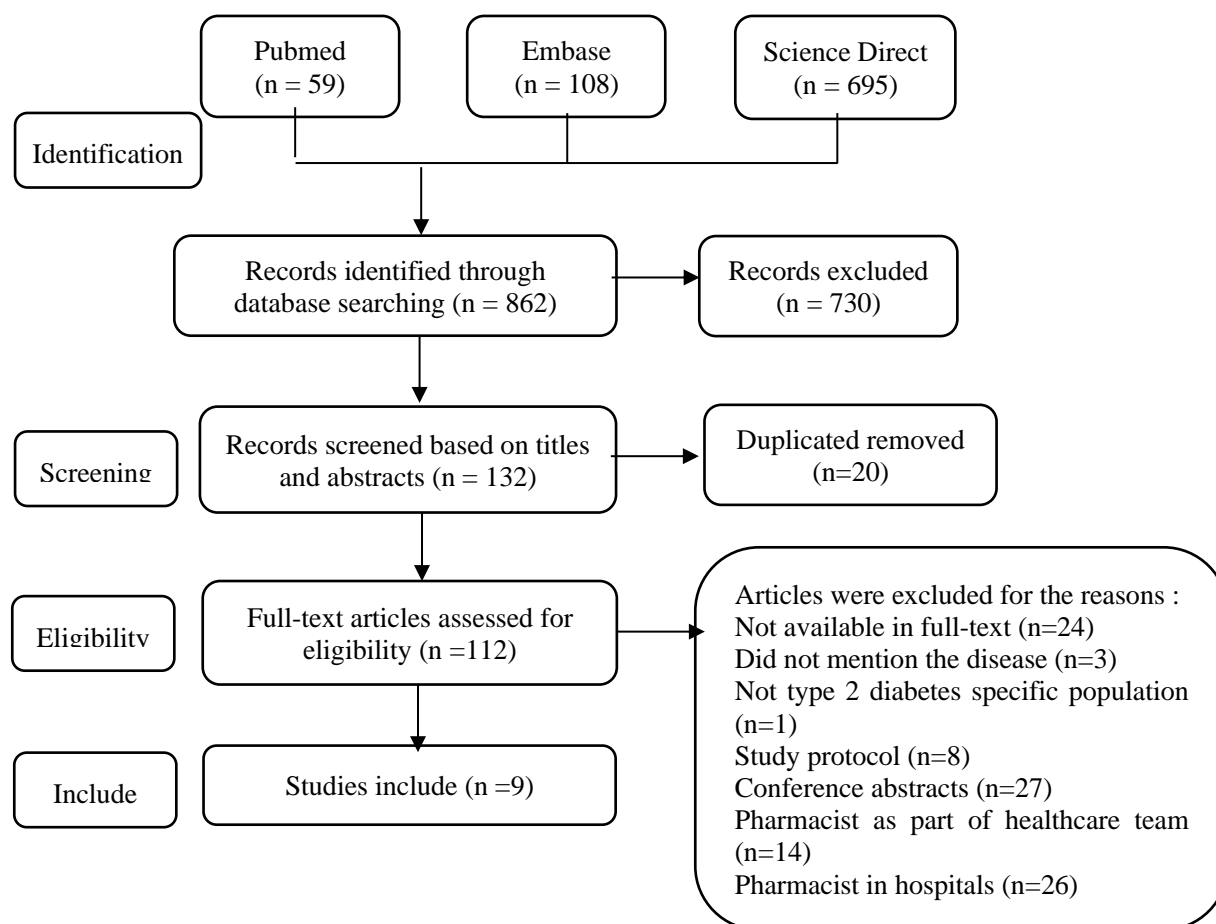 Pubmed
(n = 59)
Embase
(n = 108)
Science Direct
(n = 695)
Identification
Records identified through
database searching (n = 862)
Records excluded
(n = 730)
Screening
Records screened based on titles
and abstracts (n = 132)
Duplicated removed
(n=20)
Eligibility
Full-text articles assessed for
eligibility (n =112)
Articles were excluded for the reasons :
Not available in full-text (n=24)
Did not mention the disease (n=3)
Not type 2 diabetes specific population
(n=1)
Study protocol (n=8)
Conference abstracts (n=27)
Pharmacist as part of healthcare team
(n=14)
Pharmacist in hospitals (n=26)
Include
Studies include (n =9)